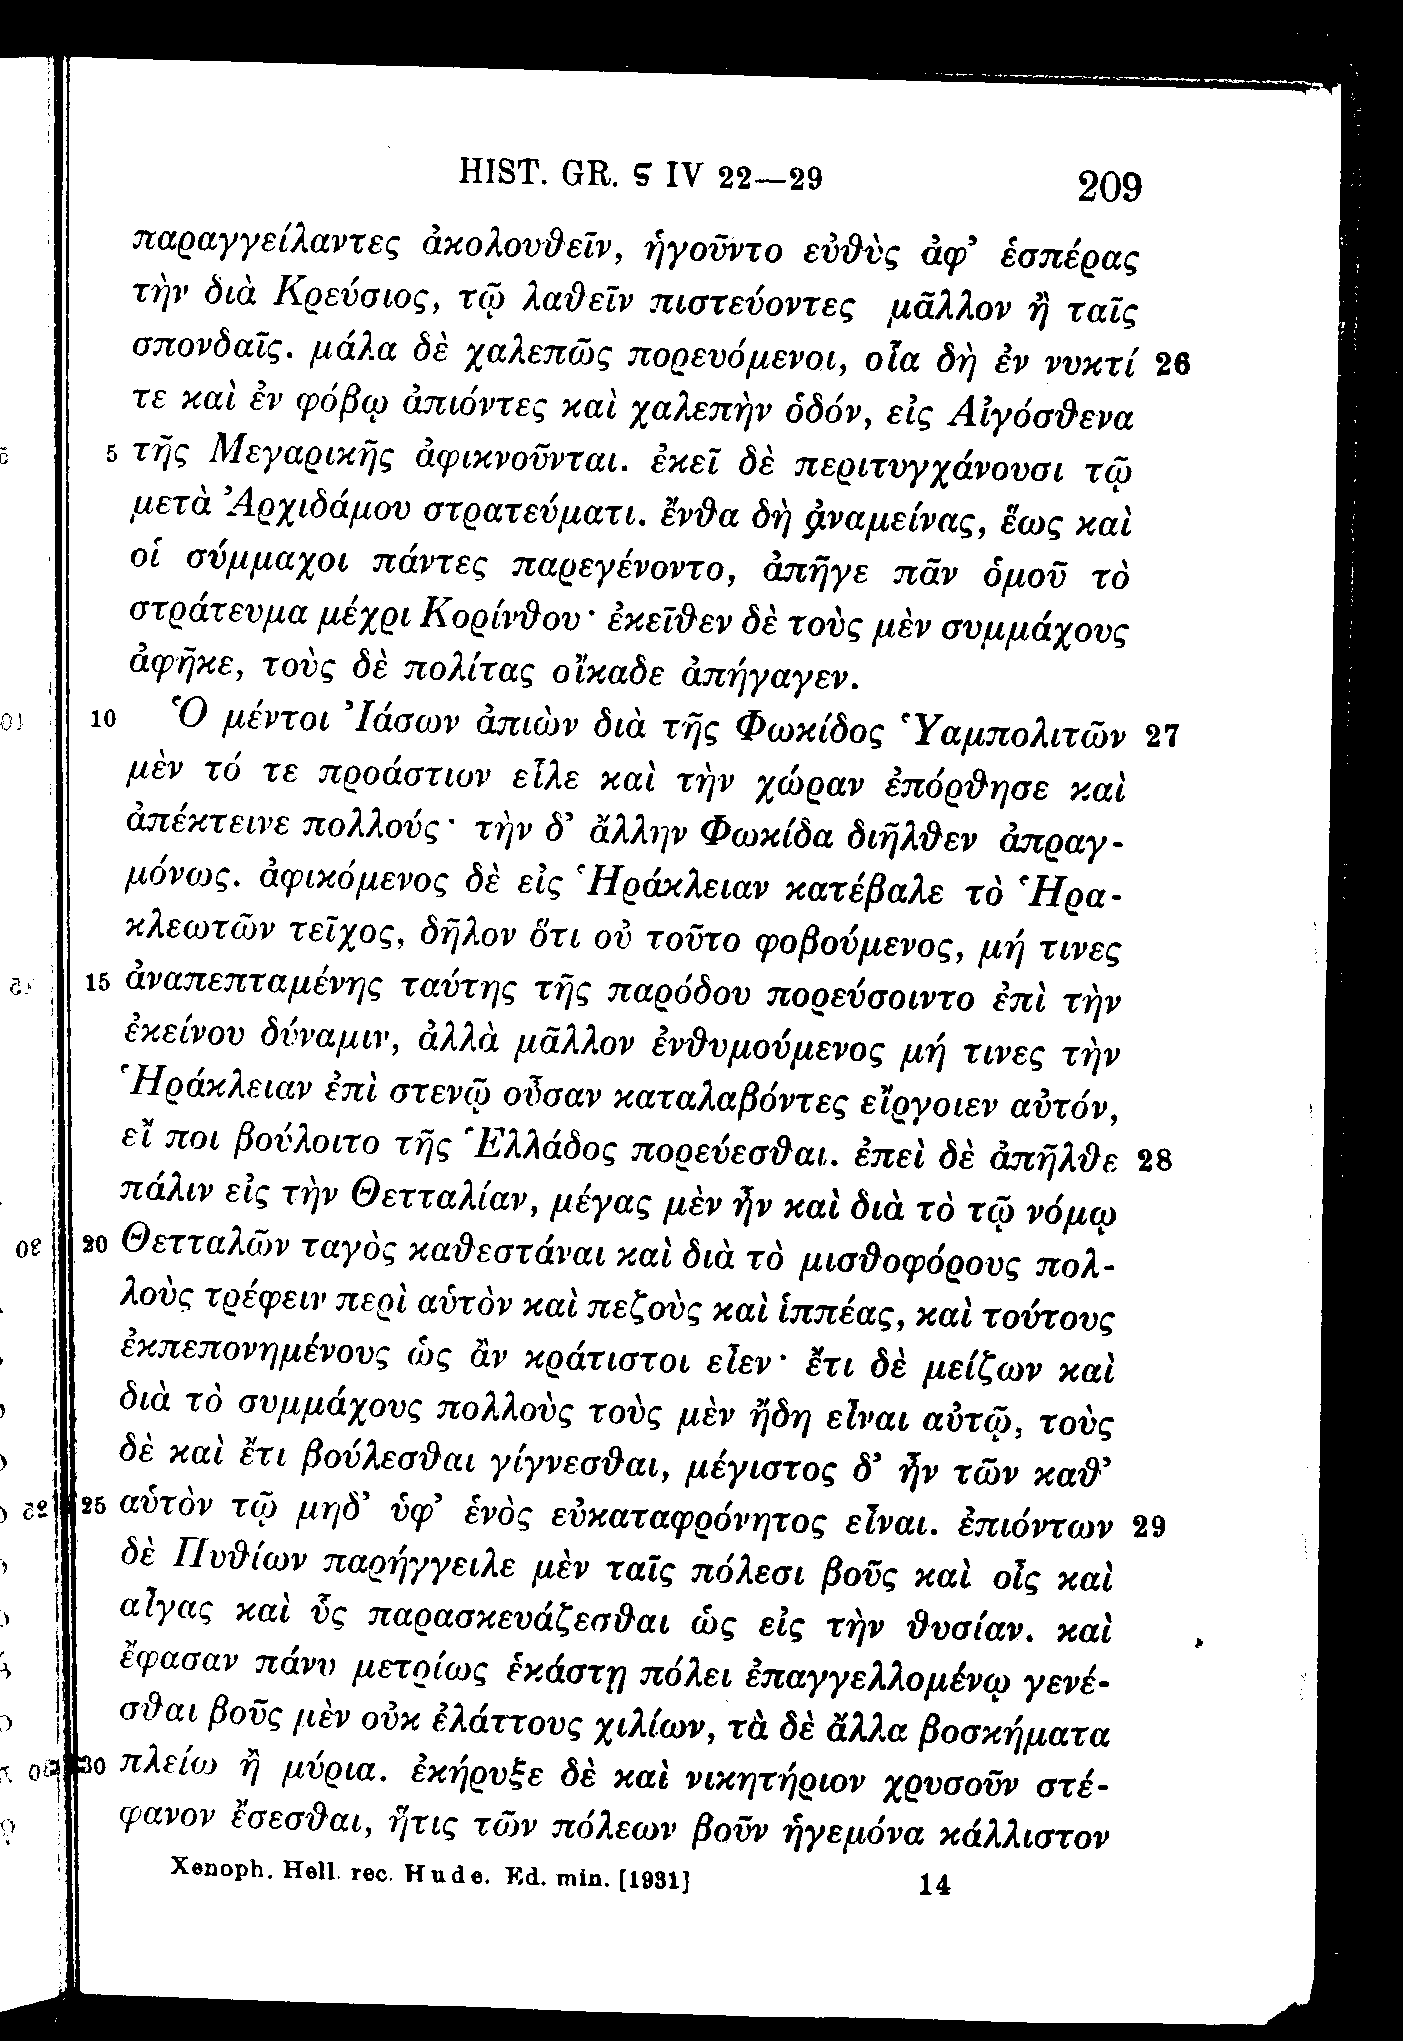 HIST. GR. Ϛ IV 22—29 209
παραγγείλαντες ἀκολουθεῖν, ἡγοῦντο εὐθὺς ἀφ’ ἑσπέρας
τὴν διὰ Κρεύσιος, τῷ λαθεῖν πιστεύοντες μᾶλλον ἢ ταῖς
σπονδαῖς. μάλα δὲ χαλεπῶς πορευόμενοι, οἷα δὴ ἐν νυκτί 26
τε καὶ ἐν φόβῳ ἀπιόντες καὶ χαλεπὴν ὁδόν, εἰς Αἰγόσθενα
5 τῆς Μεγαρικῆς ἀφικνοῦνται. ἐκεῖ δὲ περιτυγχάνουσι τῷ
μετὰ Ἀρχιδάμου στρατεύματι. ἔνθα δὴ ἀναμείνας, ἕως καὶ
οἱ σύμμαχοι πάντες παρεγένοντο, ἀπῆγε πᾶν ὁμοῦ τὸ
στράτευμα μέχρι Κορίνθου· ἐκεῖθεν δὲ τοὺς μὲν συμμάχους
ἀφῆκε, τοὺς δὲ πολίτας οἴκαδε ἀπήγαγεν.
10 Ὁ μέντοι Ἰάσων ἀπιὼν διὰ τῆς Φωκίδος Ὑαμπολιτῶν 27
μὲν τό τε προάστιον εἷλε καὶ τὴν χώραν ἐπόρθησε καὶ
ἀπέκτεινε πολλούς· τὴν δ’ ἄλλην Φωκίδα διῆλθεν ἀπραγ-
μόνως. ἀφικόμενος δὲ εἰς Ἡράκλειαν κατέβαλε τὸ Ἡρα-
κλεωτῶν τεῖχος, δῆλον ὅτι οὐ τοῦτο φοβούμενος, μή τινες
15 ἀναπεπταμένης ταύτης τῆς παρόδου πορεύσοιντο ἐπὶ τὴν
ἐκείνου δύναμιν, ἀλλὰ μᾶλλον ἐνθυμούμενος μή τινες τὴν
Ἡράκλειαν ἐπὶ στενῷ οὖσαν καταλαβόντες εἴργοιεν αὐτόν,
εἴ ποι βούλοιτο τῆς Ἑλλάδος πορεύεσθαι. ἐπεὶ δὲ ἀπῆλθε 28
πάλιν εἰς τὴν Θετταλίαν, μέγας μὲν ἦν καὶ διὰ τὸ τῷ νόμῳ
20 Θετταλῶν ταγὸς καθεστάναι καὶ διὰ τὸ μισθοφόρους πολ-
λοὺς τρέφειν περὶ αὑτὸν καὶ πεζοὺς καὶ ἱππέας, καὶ τούτους
ἐκπεπονημένους ὡς ἂν κράτιστοι εἶεν· ἔτι δὲ μείζων καὶ
διὰ τὸ συμμάχους πολλοὺς τοὺς μὲν ἤδη εἶναι αὐτῷ, τοὺς
δὲ καὶ ἔτι βούλεσθαι γίγνεσθαι, μέγιστος δ’ ἦν τῶν καθ’
25 αὑτὸν τῷ μηδ’ ὑφ’ ἑνὸς εὐκαταφρόνητος εἶναι. ἐπιόντων 29
δὲ Πυθίων παρήγγειλε μὲν ταῖς πόλεσι βοῦς καὶ οἶς καὶ
αἶγας καὶ ὗς παρασκευάζεσθαι ὡς εἰς τὴν θυσίαν. καὶ
ἔφασαν πάνυ μετρίως ἑκάστῃ πόλει ἐπαγγελλομένῳ γενέ-
σθαι βοῦς μὲν οὐκ ἐλάττους χιλίων, τὰ δὲ ἄλλα βοσκήματα
30 πλείω ἢ μύρια. ἐκήρυξε δὲ καὶ νικητήριον χρυσοῦν στέ-
φανον ἔσεσθαι, ἥτις τῶν πόλεων βοῦν ἡγεμόνα κάλλιστον
Xenoph. Hell. rec. Hude. Ed. min. [1931] 14